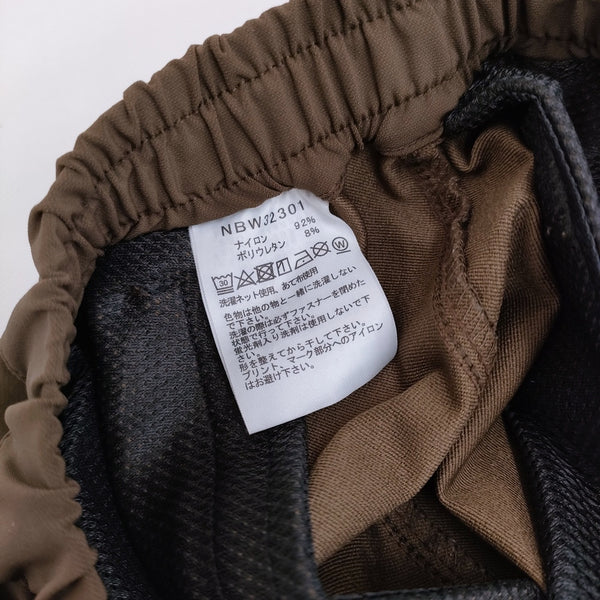 NBW32301
ナイロン 92%
ポリウレタン 8%
30
W
洗濯ネット使用、あて布使用
色物は他の物と一緒に洗濯しない
で下さい。
洗濯の際は必ずファスナーを閉めた
状態で行って下さい。
蛍光剤入り洗剤は使用しないで下
さい。
形を整えてから干して下さい。
プリント、マーク部分へのアイロン
はお避け下さい。